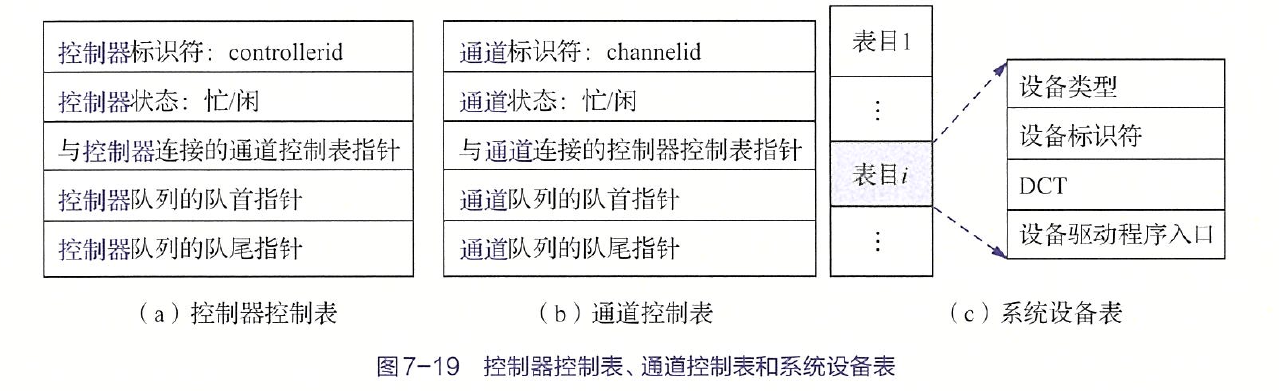 控制器标识符：controllerid
控制器状态：忙/闲
与控制器连接的通道控制表指针
控制器队列的队首指针
控制器队列的队尾指针
（a）控制器控制表
通道标识符：channelid
通道状态：忙/闲
与通道连接的控制器控制表指针
通道队列的队首指针
通道队列的队尾指针
（b）通道控制表
表目1
⋮
表目i
⋮
设备类型
设备标识符
DCT
设备驱动程序入口
（c）系统设备表
图7-19 控制器控制表、通道控制表和系统设备表